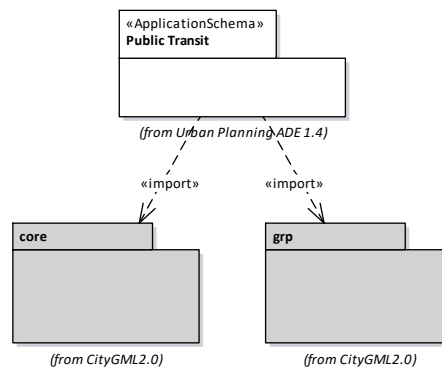 «ApplicationSchema»
Public Transit
(from Urban Planning ADE 1.4)
«import» «import»
core grp
(from CityGML2.0) (from CityGML2.0)